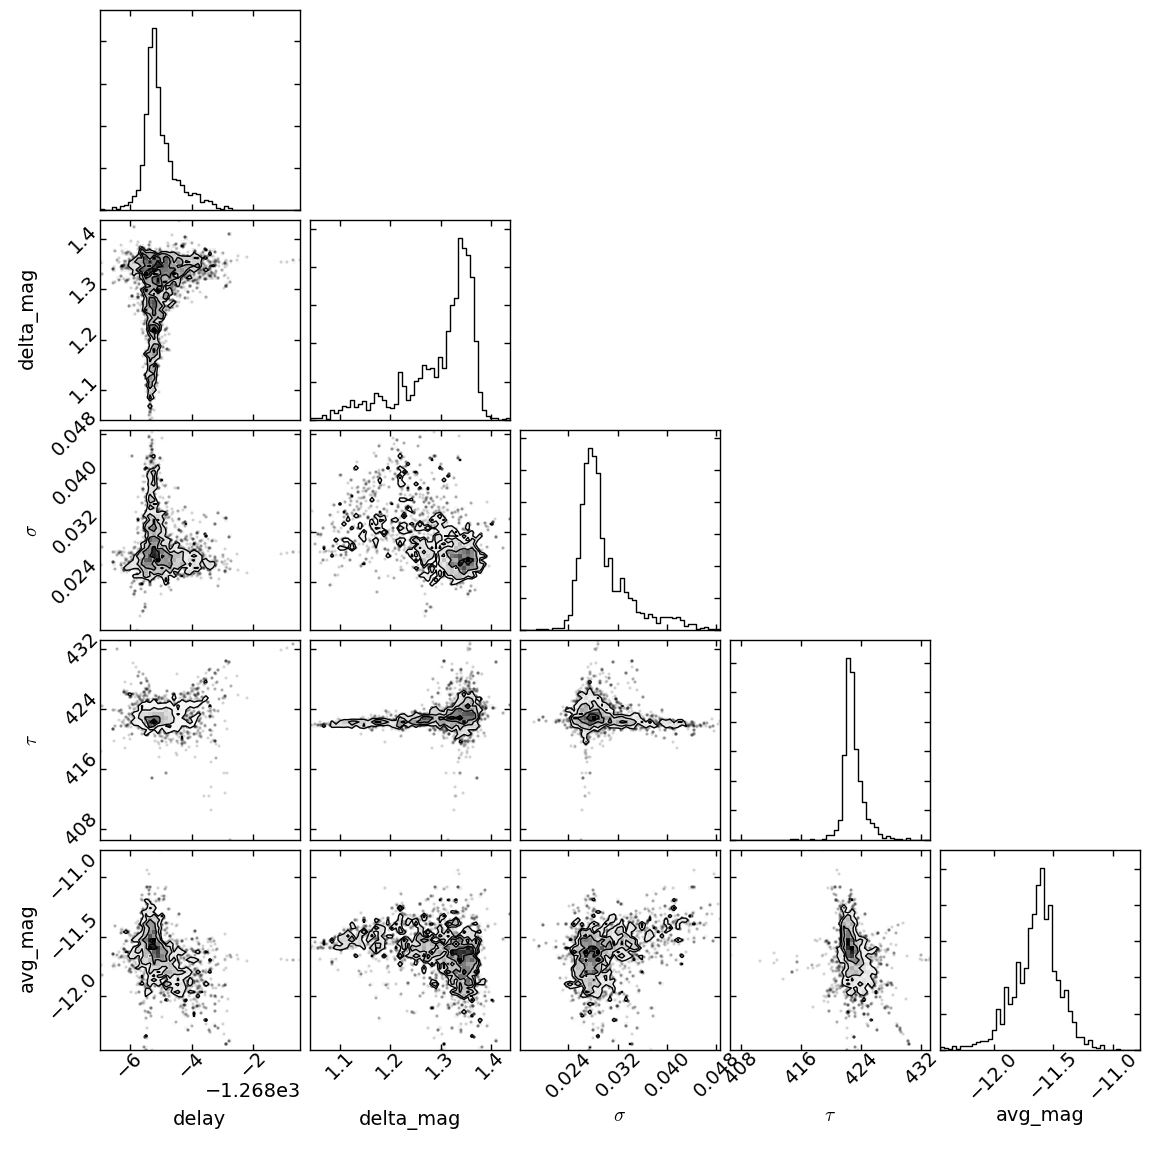 1.4
1.3
1.2
1.1
delta_mag
0.048
0.040
0.032
0.024
σ
432
424
416
408
τ
−11.0
−11.5
−12.0
avg_mag
−6 −4 −2
−1.268e3
delay
1.1 1.2 1.3 1.4
delta_mag
0.024 0.032 0.040 0.048
σ
408 416 424 432
τ
−12.0 −11.5 −11.0
avg_mag